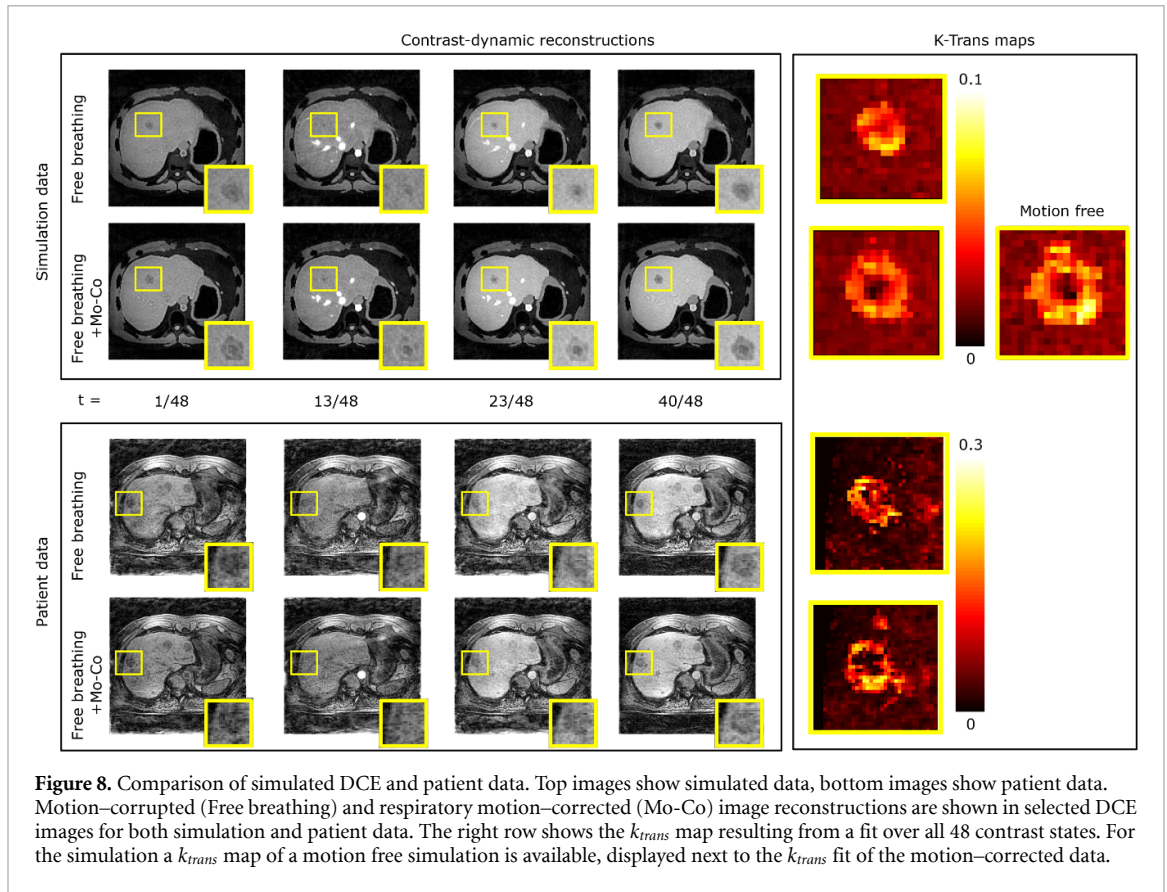 Contrast-dynamic reconstructions
K-Trans maps
Simulation data
Free breathing
Free breathing
+Mo-Co
0.1
0
Motion free
t =
1/48
13/48
23/48
40/48
Patient data
Free breathing
Free breathing
+Mo-Co
0.3
0
Figure 8. Comparison of simulated DCE and patient data. Top images show simulated data, bottom images show patient data.
Motion–corrupted (Free breathing) and respiratory motion–corrected (Mo-Co) image reconstructions are shown in selected DCE
images for both simulation and patient data. The right row shows the ktrans map resulting from a fit over all 48 contrast states. For
the simulation a ktrans map of a motion free simulation is available, displayed next to the ktrans fit of the motion–corrected data.